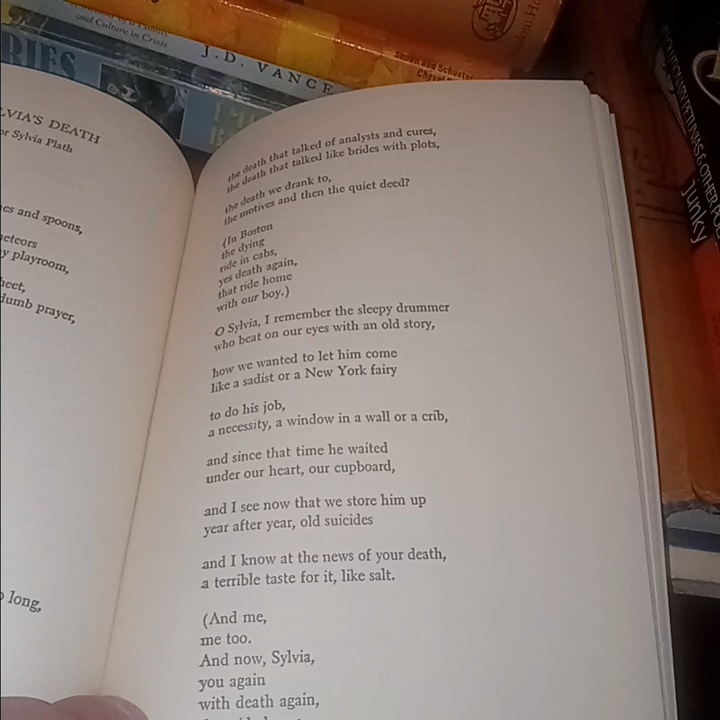 and Culture in Crisis
J.D. VANCE
RIES
Simon and Schuster
LVIA'S DEATH
or Sylvia Plath
es and spoons,
eteors
y playroom,
heet,
dumb prayer,
long,
the death that talked of analysts and cures,
the death that talked like brides with plots,
the death we drank to,
the motives and then the quiet deed?
(In Boston
the dying
ride in cabs,
yes death again,
that ride home
with our boy.)
O Sylvia, I remember the sleepy drummer
who beat on our eyes with an old story,
how we wanted to let him come
like a sadist or a New York fairy
to do his job,
a necessity, a window in a wall or a crib,
and since that time he waited
under our heart, our cupboard,
and I see now that we store him up
year after year, old suicides
and I know at the news of your death,
a terrible taste for it, like salt.
(And me,
me too.
And now, Sylvia,
you again
with death again,
PETUNIAS & OTHER
Junky